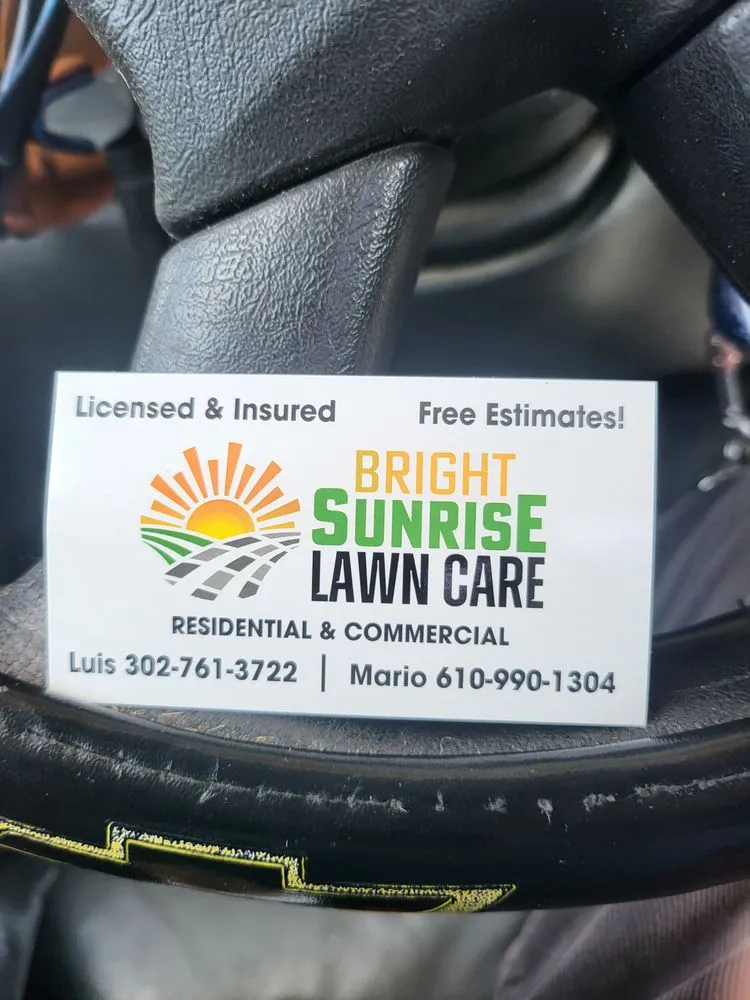 Licensed & Insured Free Estimates!
BRIGHT
SUNRISE
LAWN CARE
RESIDENTIAL & COMMERCIAL
Luis 302-761-3722 | Mario 610-990-1304